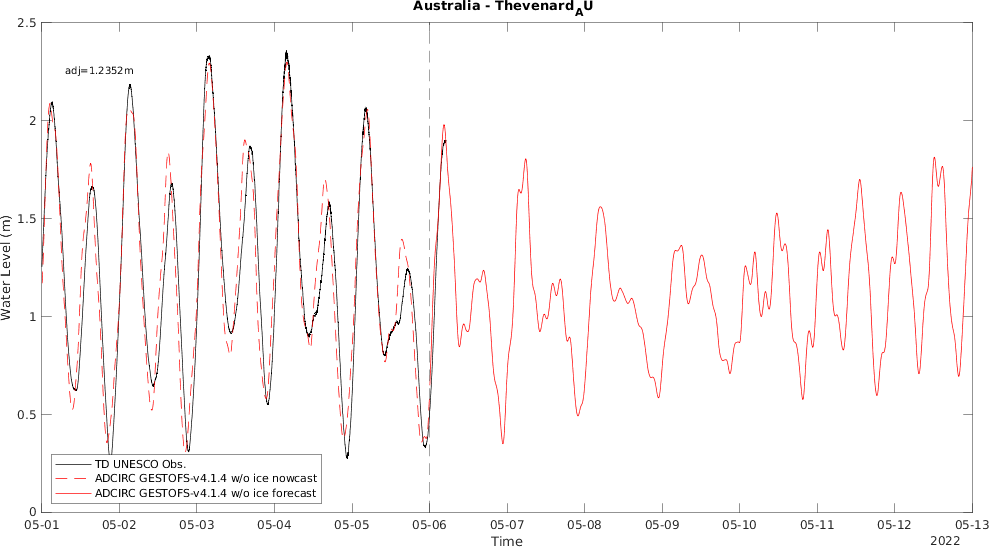 Australia - ThevenardAU
2.5
adj=1.2352m
2
1.5
Water Level (m)
1
0.5
TD UNESCO Obs.
ADCIRC GESTOFS-v4.1.4 w/o ice nowcast
ADCIRC GESTOFS-v4.1.4 w/o ice forecast
0
05-01 05-02 05-03 05-04 05-05 05-06 05-07 05-08 05-09 05-10 05-11 05-12 05-13
Time
2022